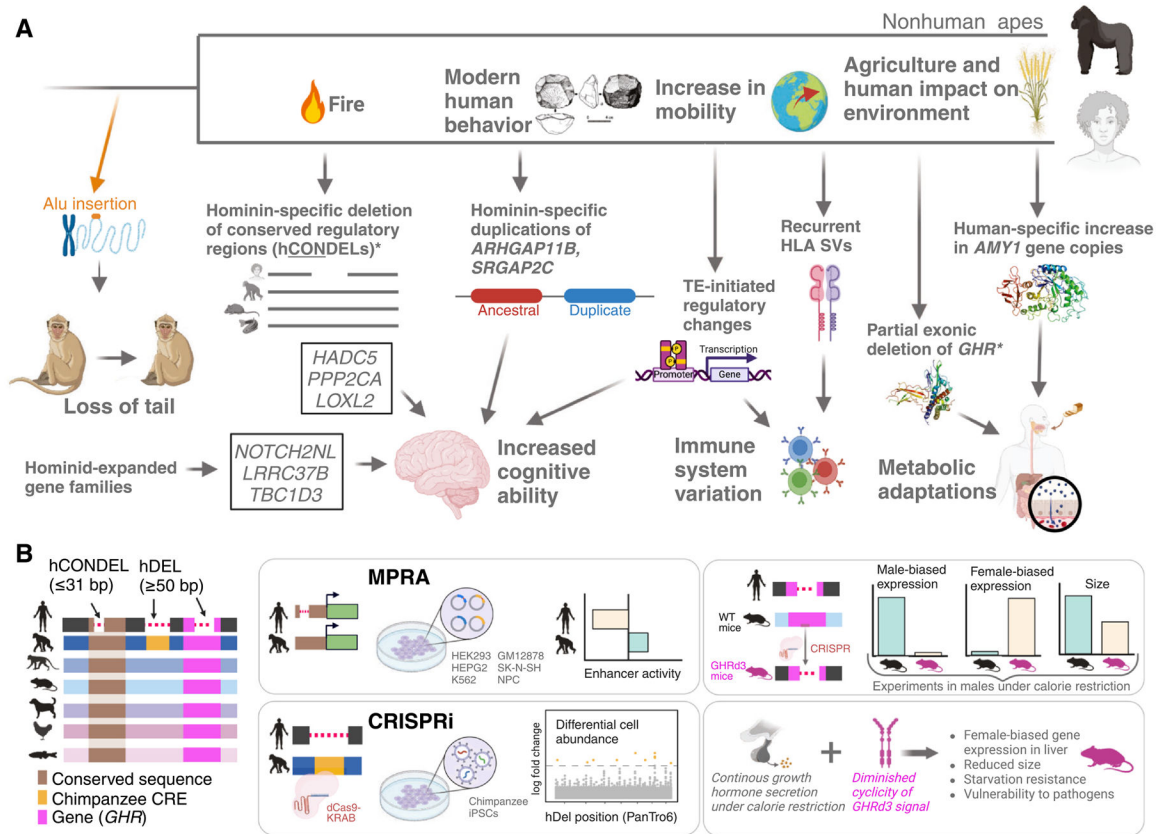 A
Nonhuman apes
Fire
Modern
human
behavior
Increase in
mobility
Agriculture and
human impact on
environment
Alu insertion
Loss of tail
Hominin-specific deletion
of conserved regulatory
regions (hCONDELs)*
HADC5
PPP2CA
LOXL2
Hominid-expanded
gene families
NOTCH2NL
LRRC37B
TBC1D3
Hominin-specific
duplications of
ARHGAP11B,
SRGAP2C
Ancestral
Duplicate
Increased
cognitive
ability
TE-initiated
regulatory
changes
P
P
Transcription
Promoter
Gene
Recurrent
HLA SVs
Immune
system
variation
Partial exonic
deletion of GHR*
Human-specific increase
in AMY1 gene copies
Metabolic
adaptations
B
hCONDEL
(≤31 bp)
hDEL
(≥50 bp)
Conserved sequence
Chimpanzee CRE
Gene (GHR)
MPRA
HEK293
HEPG2
K562
GM12878
SK-N-SH
NPC
Enhancer activity
CRISPRi
dCas9-
KRAB
Chimpanzee
iPSCs
Differential cell
abundance
log fold change
hDel position (PanTro6)
WT
mice
CRISPR
GHRd3
mice
Male-biased
expression
Female-biased
expression
Size
Experiments in males under calorie restriction
Continous growth
hormone secretion
under calorie restriction
Diminished
cyclicity of
GHRd3 signal
• Female-biased gene
expression in liver
• Reduced size
• Starvation resistance
• Vulnerability to pathogens